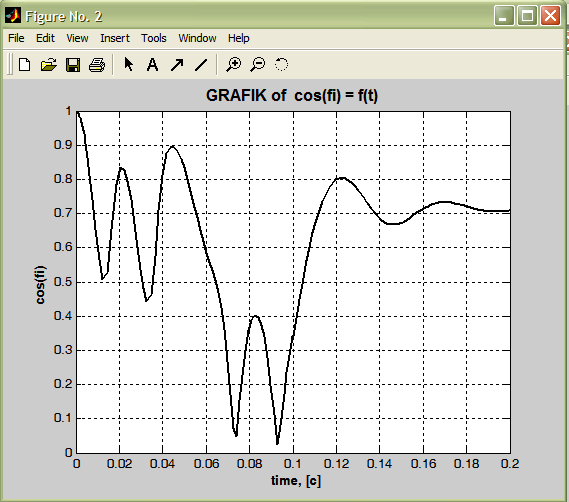 Figure No. 2
File Edit View Insert Tools Window Help
A
GRAFIK of cos(fi) = f(t)
1
0.9
0.8
0.7
0.6
0.5
0.4
0.3
0.2
0.1
0
cos(fi)
0 0.02 0.04 0.06 0.08 0.1 0.12 0.14 0.16 0.18 0.2
time, [c]